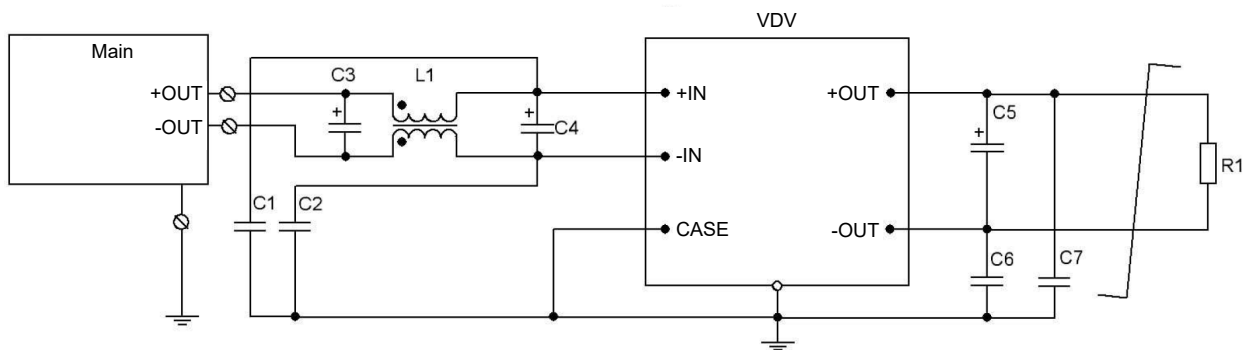 VDV
Main
C3
L1
+OUT
+IN
+OUT
-OUT
+
+
C4
C5
+
R1
-IN
C1
C2
CASE
-OUT
C6
C7